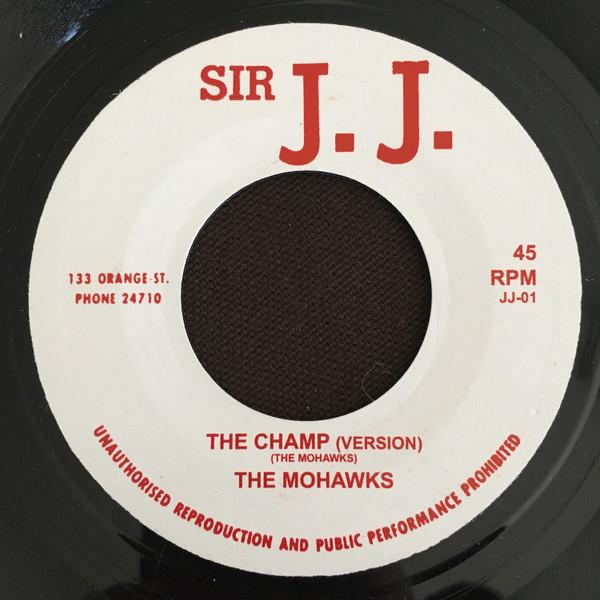 SIR J. J.
133 ORANGE ST.
PHONE 24710
45
RPM
JJ-01
THE CHAMP (VERSION)
(THE MOHAWKS)
THE MOHAWKS
UNAUTHORISED REPRODUCTION AND PUBLIC PERFORMANCE PROHIBITED